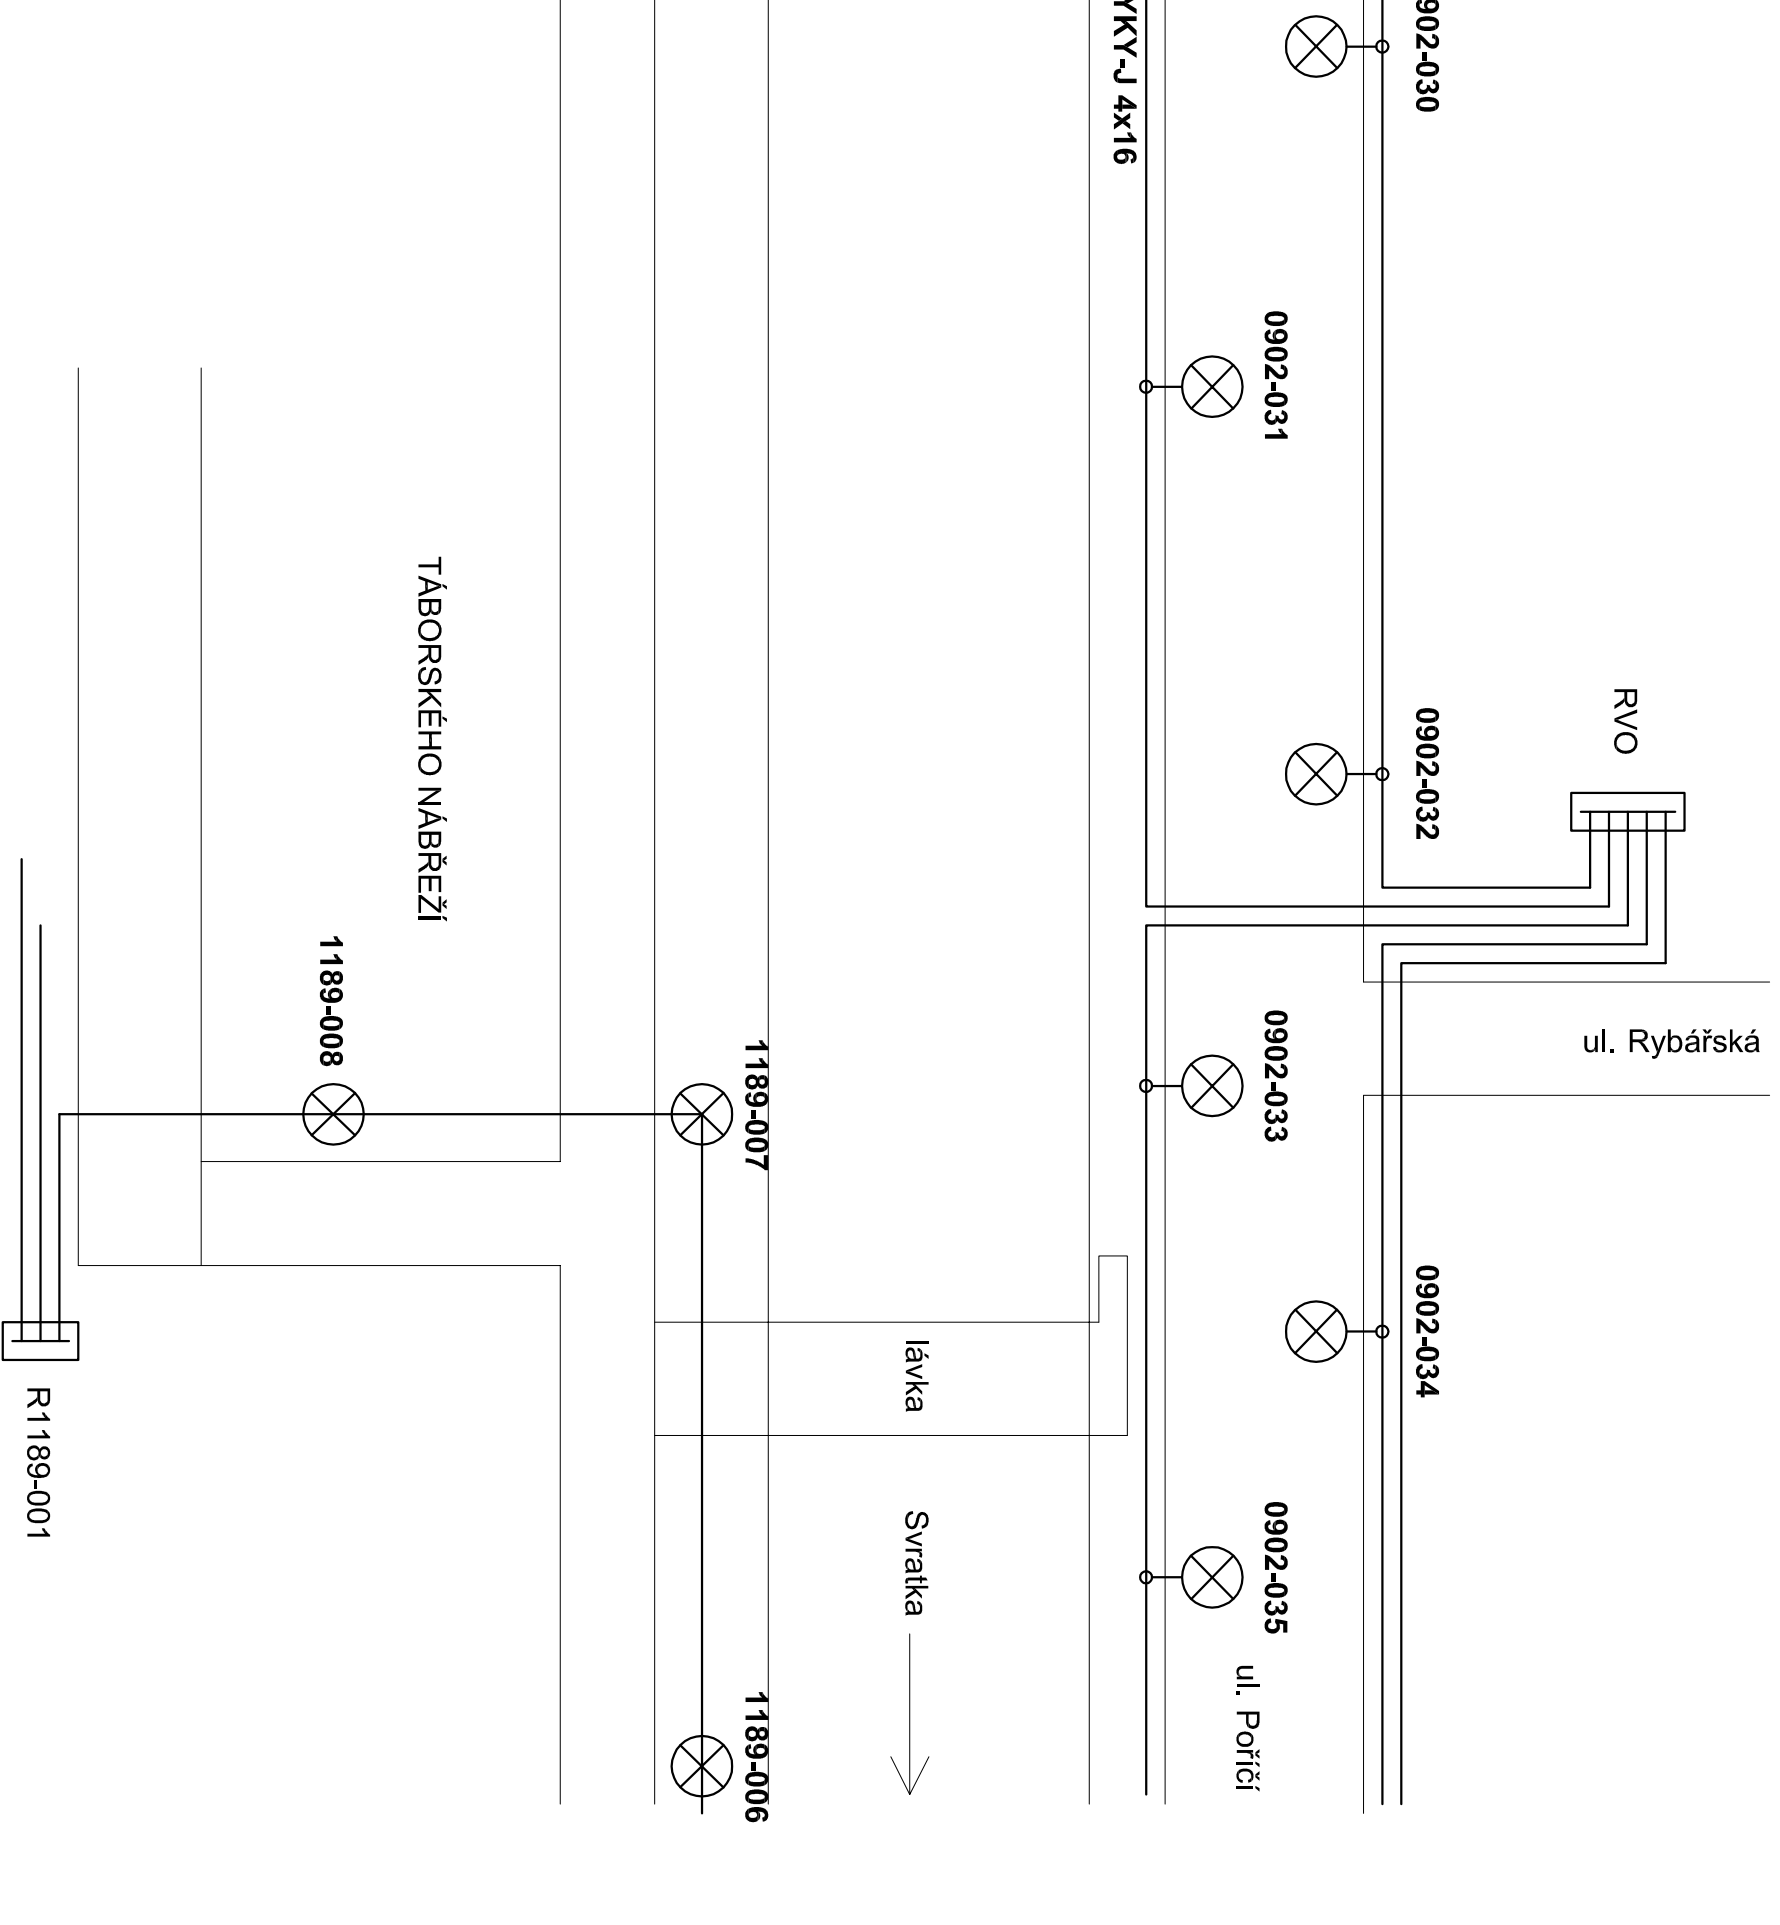 902-030
YKY-J 4x16
0902-031
RVO
0902-032
TÁBORSKÉHO NÁBŘEŽÍ
1189-008
0902-033
ul. Rybářská
1189-007
0902-034
lávka
R1189-001
0902-035
Svratka
ul. Poříčí
1189-006